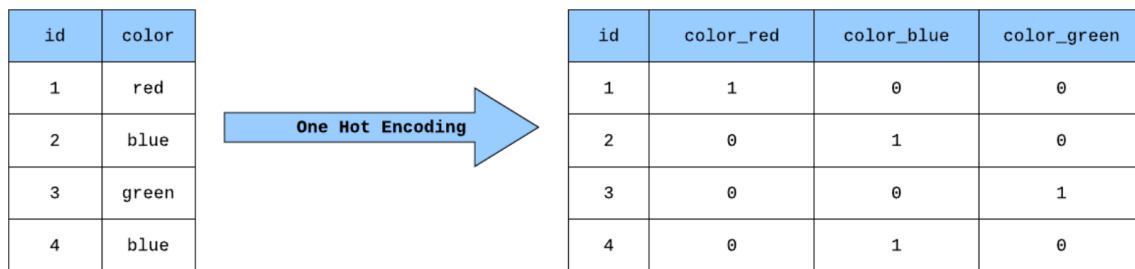 id color
1 red
2 blue
3 green
4 blue
One Hot Encoding
id color_red color_blue color_green
1 1 0 0
2 0 1 0
3 0 0 1
4 0 1 0